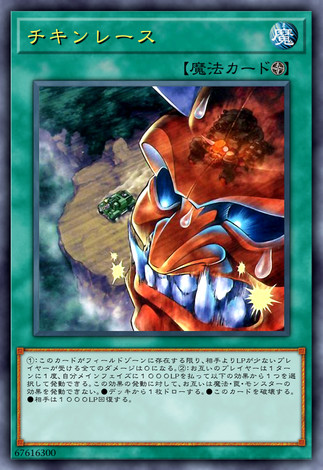 チキンレース
魔
【魔法カード】
①：このカードがフィールドゾーンに存在する限り、相手よりLPが少ないプレイ
ヤーが受ける全てのダメージは０になる。②：お互いのプレイヤーは１ター
ンに１度、自分メインフェイズに１０００LPを払って以下の効果から１つを選
択して発動できる。この効果の発動に対して、お互いは魔法・罠・モンスター
の効果を発動できない。●デッキから１枚ドローする。●このカードを破壊する。
●相手は１０００LP回復する。
67616300